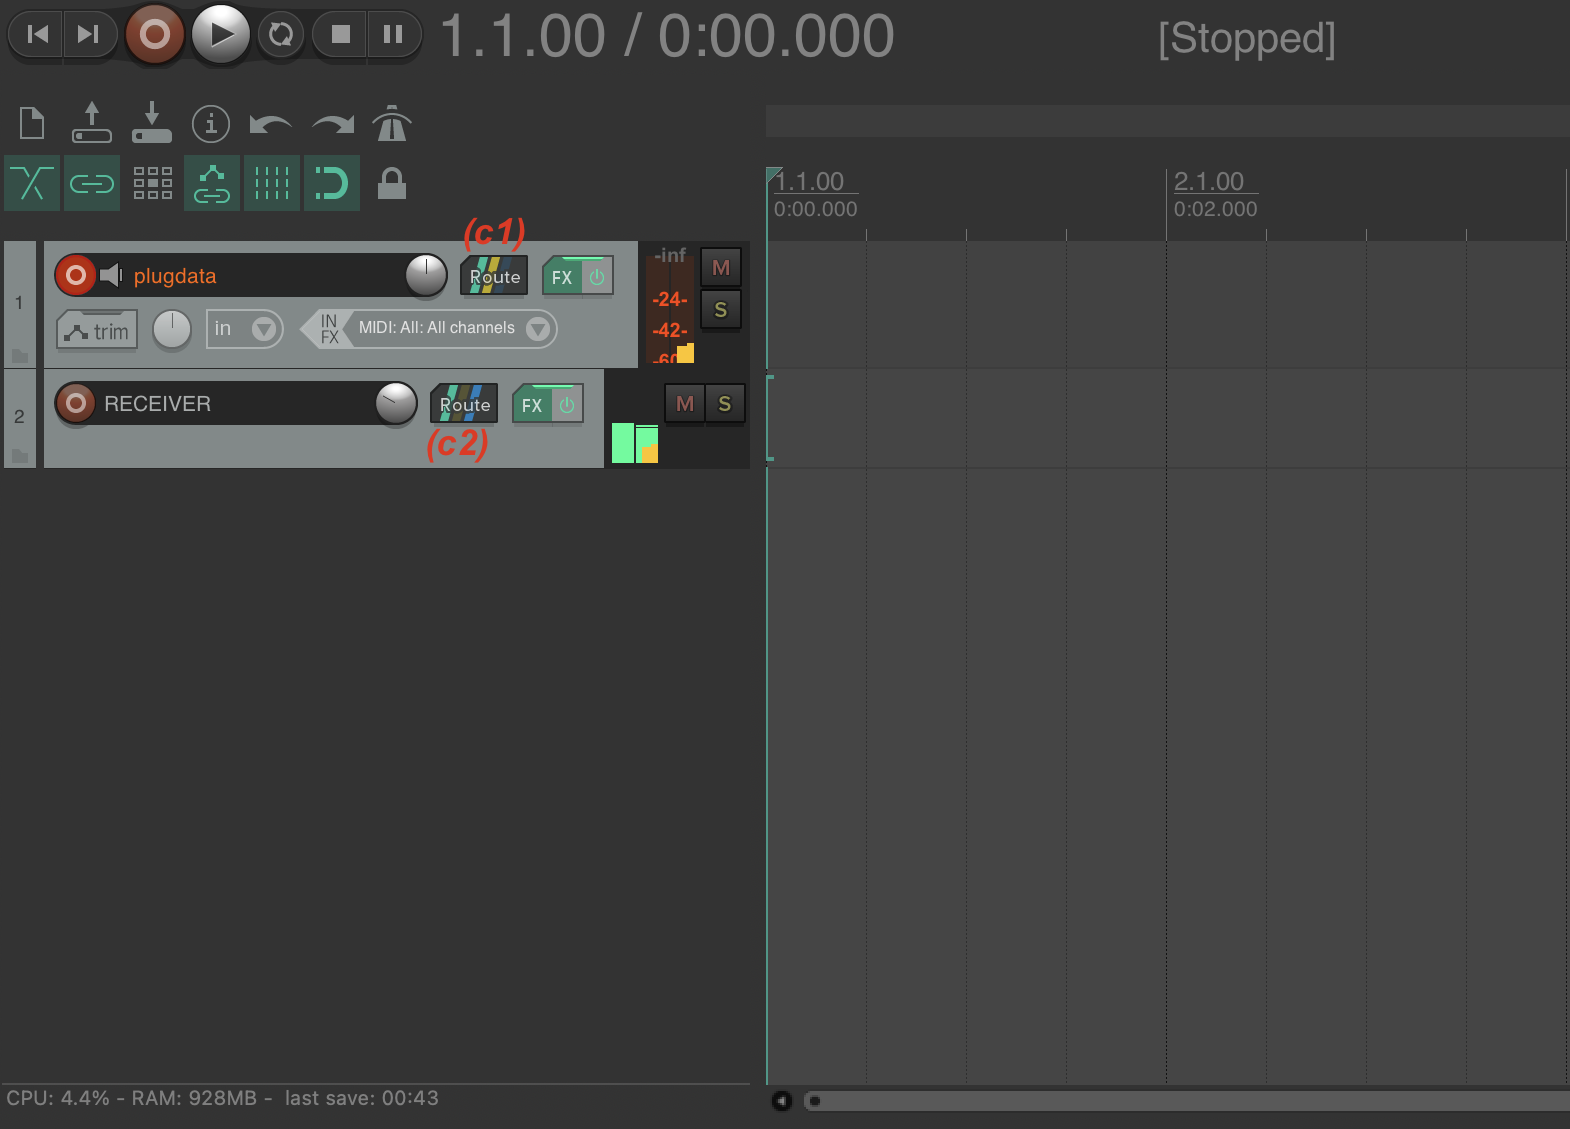 1.1.00 / 0:00.000
[Stopped]
1.1.00
0:00.000
2.1.00
0:02.000
(c1)
1
plugdata
Route
FX
-inf
-24-
-42-
-60
M
S
trim
in
IN
FX
MIDI: All: All channels
2
RECEIVER
Route
FX
M
S
(c2)
CPU: 4.4% - RAM: 928MB - last save: 00:43